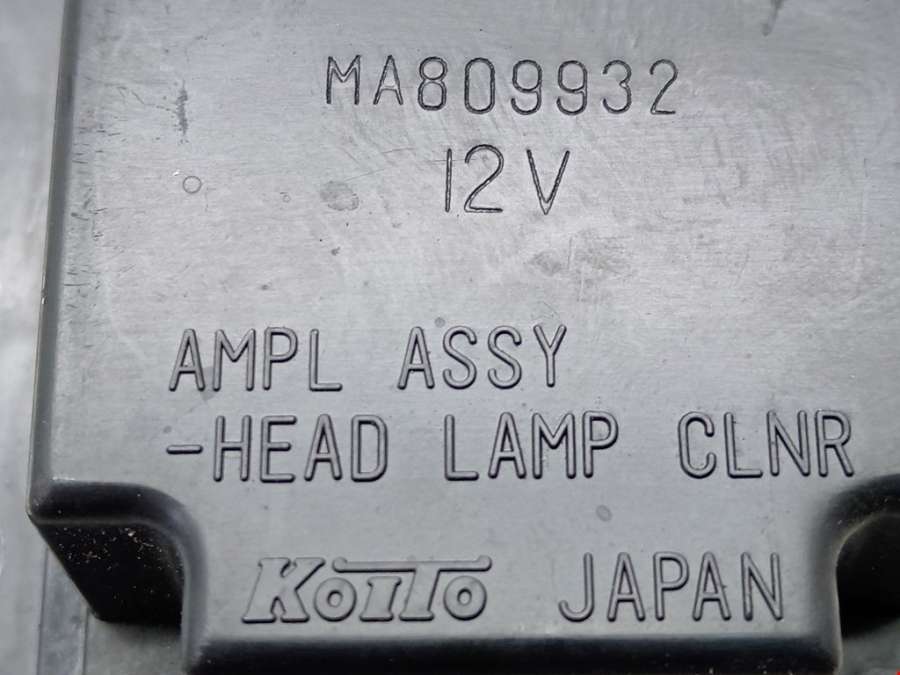 MA809932
12V
AMPL ASSY
-HEAD LAMP CLNR
KOITO JAPAN